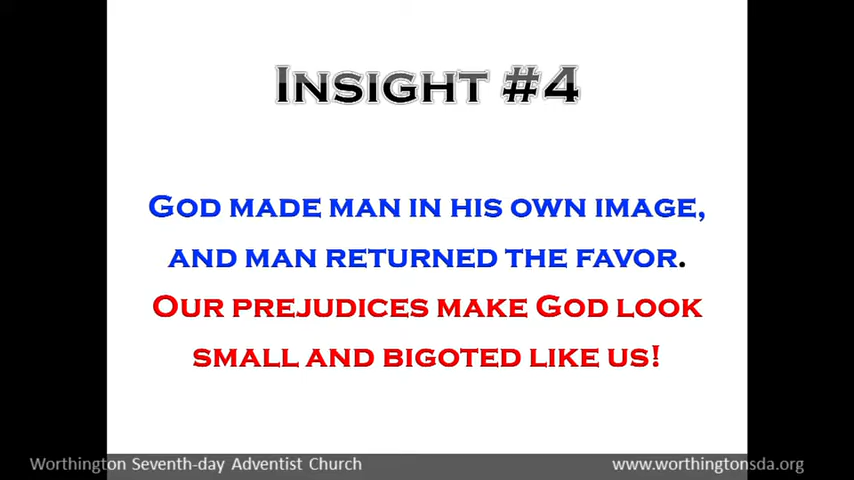 Insight #4
God made man in his own image,
and man returned the favor.
Our prejudices make God look
small and bigoted like us!
Worthington Seventh-day Adventist Church
www.worthingtonsda.org